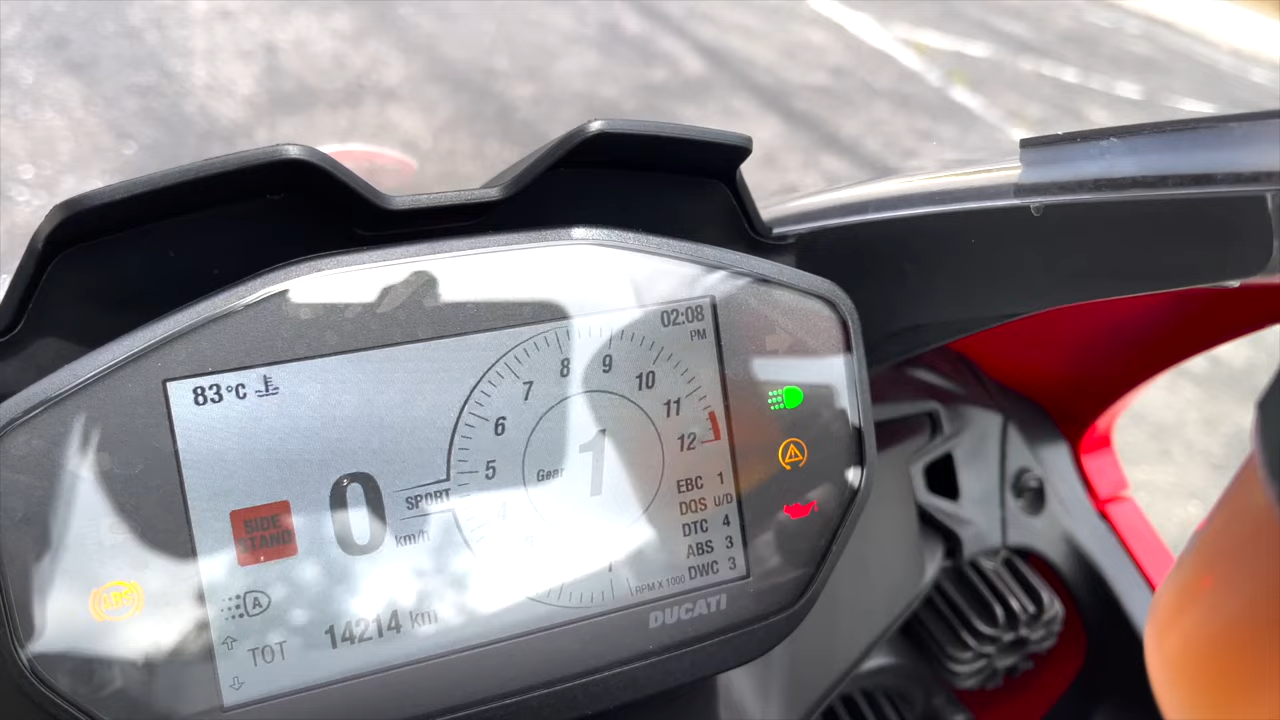 02:08
PM
83°C
8 9
7 10
6 11
5 12
Gear 1
SPORT
0
km/h
SIDE
STAND
EBC 1
DQS U/D
DTC 4
ABS 3
DWC 3
RPM X 1000
ABS
A
TOT 14214 km
DUCATI